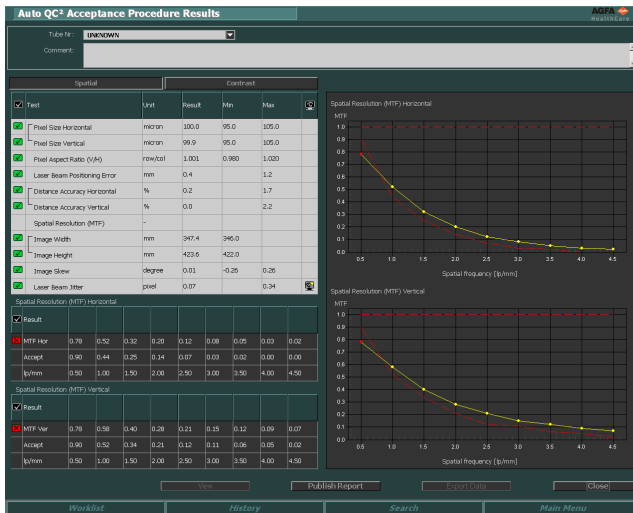 Auto QC² Acceptance Procedure Results
AGFA
HealthCare
Tube Nr: UNKNOWN
Comment:
Spatial Contrast
Test Unit Result Min Max
Pixel Size Horizontal micron 100.0 95.0 105.0
Pixel Size Vertical micron 99.9 95.0 105.0
Pixel Aspect Ratio (V/H) row/col 1.001 0.980 1.020
Laser Beam Positioning Error mm 0.4 1.2
Distance Accuracy Horizontal % 0.2 1.7
Distance Accuracy Vertical % 0.0 2.2
Spatial Resolution (MTF) -
Image Width mm 347.4 346.0
Image Height mm 423.6 422.0
Image Skew degree 0.01 -0.26 0.26
Laser Beam Jitter pixel 0.07 0.34
Spatial Resolution (MTF) Horizontal
Result
MTF Hor 0.78 0.52 0.32 0.20 0.12 0.08 0.05 0.03 0.02
Accept 0.90 0.44 0.25 0.14 0.07 0.03 0.02 0.00 0.00
lp/mm 0.50 1.00 1.50 2.00 2.50 3.00 3.50 4.00 4.50
Spatial Resolution (MTF) Vertical
Result
MTF Ver 0.78 0.58 0.40 0.28 0.21 0.15 0.12 0.09 0.07
Accept 0.90 0.52 0.34 0.21 0.12 0.11 0.06 0.05 0.02
lp/mm 0.50 1.00 1.50 2.00 2.50 3.00 3.50 4.00 4.50
Spatial Resolution (MTF) Horizontal
MTF
1.0
0.9
0.8
0.7
0.6
0.5
0.4
0.3
0.2
0.1
0.0
0.5 1.0 1.5 2.0 2.5 3.0 3.5 4.0 4.5
Spatial frequency [lp/mm]
Spatial Resolution (MTF) Vertical
MTF
1.0
0.9
0.8
0.7
0.6
0.5
0.4
0.3
0.2
0.1
0.0
0.5 1.0 1.5 2.0 2.5 3.0 3.5 4.0 4.5
Spatial frequency [lp/mm]
View Publish Report Export Data Close
Worklist History Search Main Menu